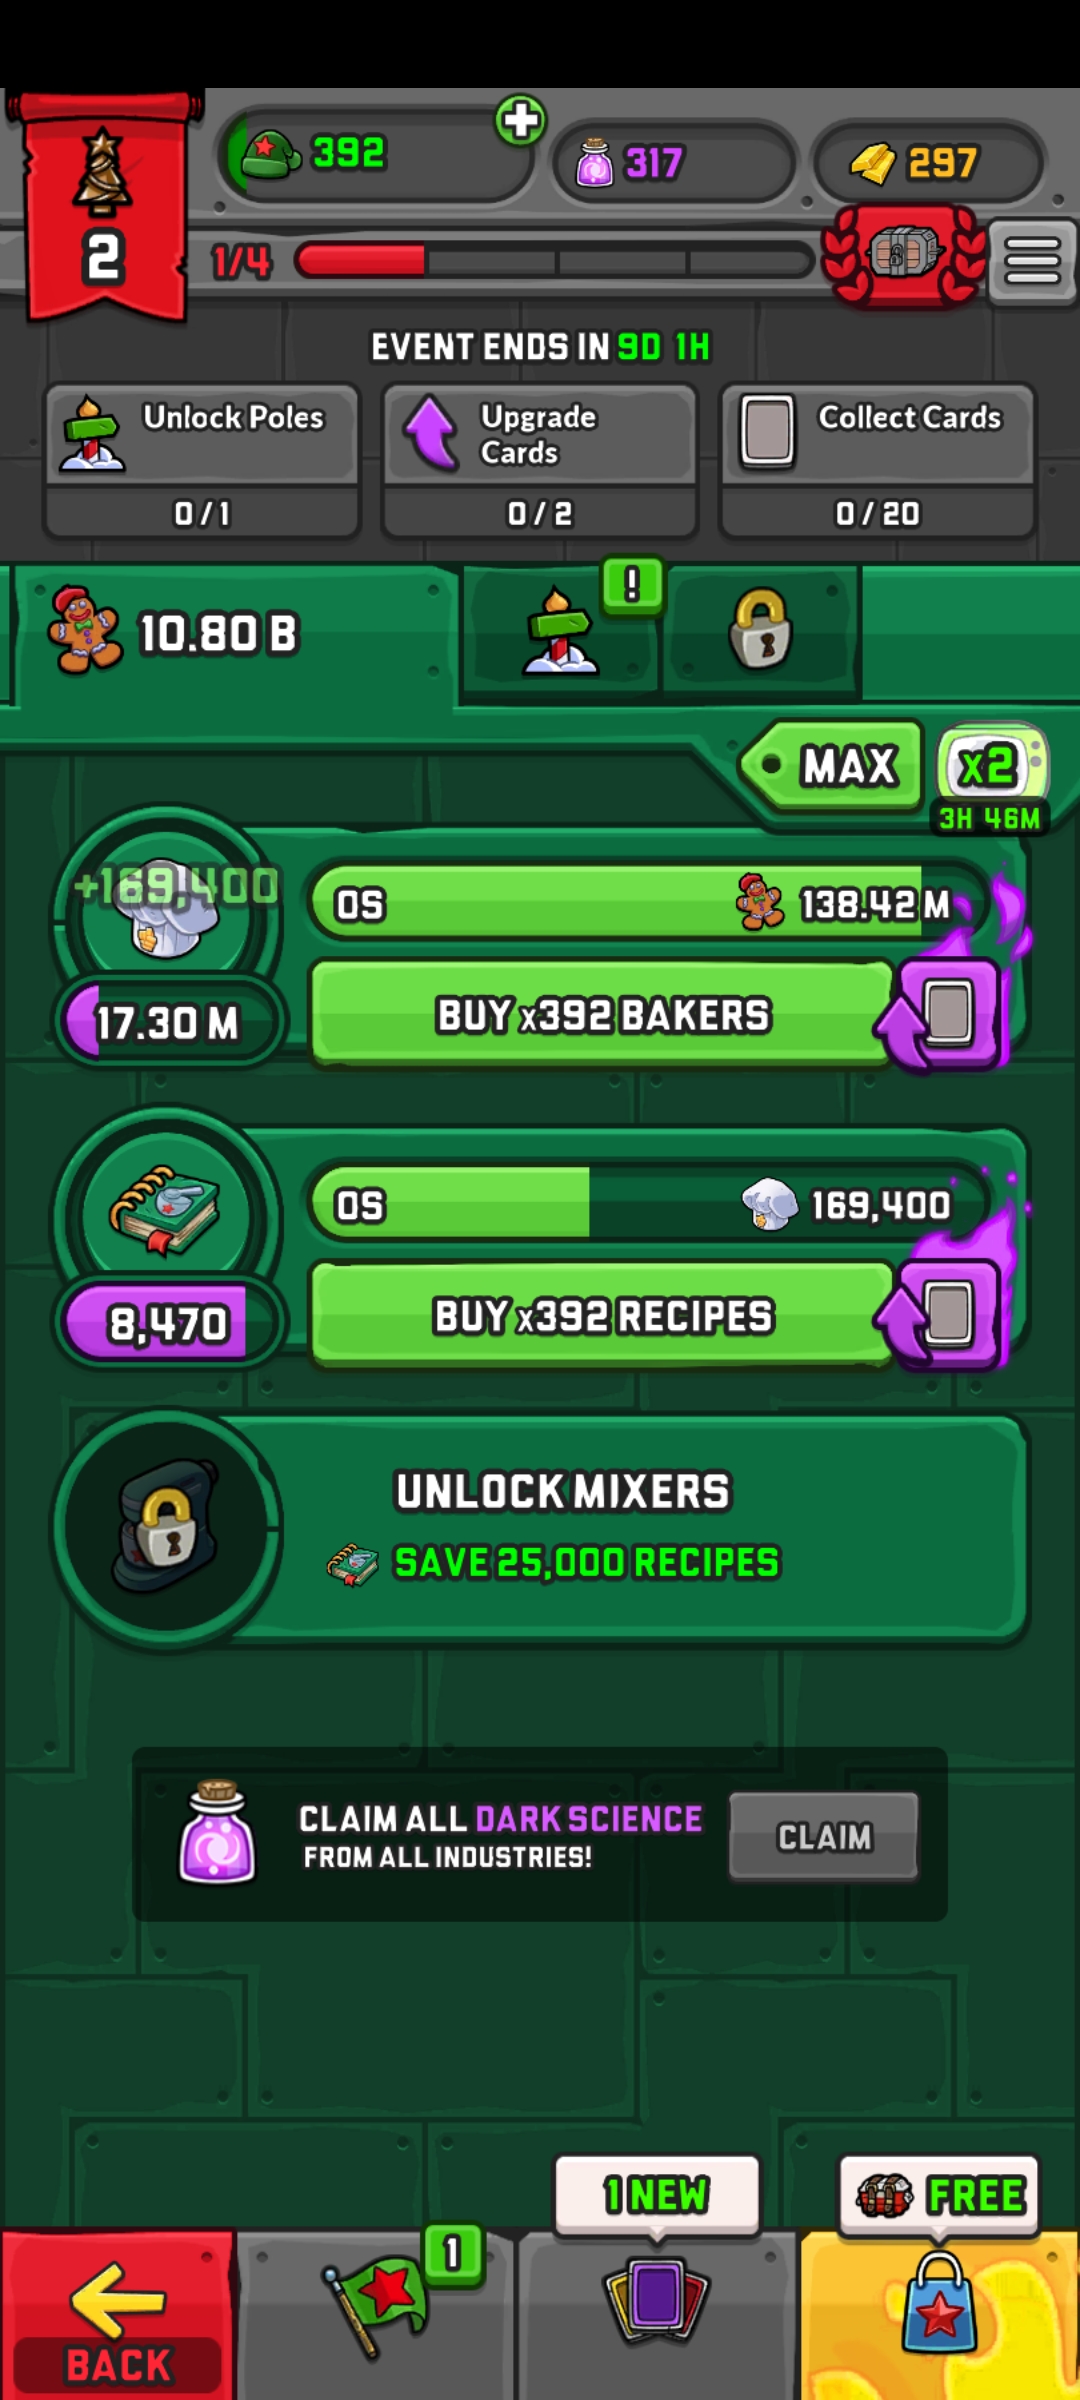 392
317
297
2
1/4
EVENT ENDS IN 9D 1H
Unlock Poles
0/1
Upgrade
Cards
0/2
Collect Cards
0/20
10.80 B
!
MAX
x2
3H 46M
+169,400
0S
138.42 M
17.30 M
BUY x392 BAKERS
0S
169,400
8,470
BUY x392 RECIPES
UNLOCK MIXERS
SAVE 25,000 RECIPES
CLAIM ALL DARK SCIENCE
FROM ALL INDUSTRIES!
CLAIM
1 NEW
FREE
1
BACK